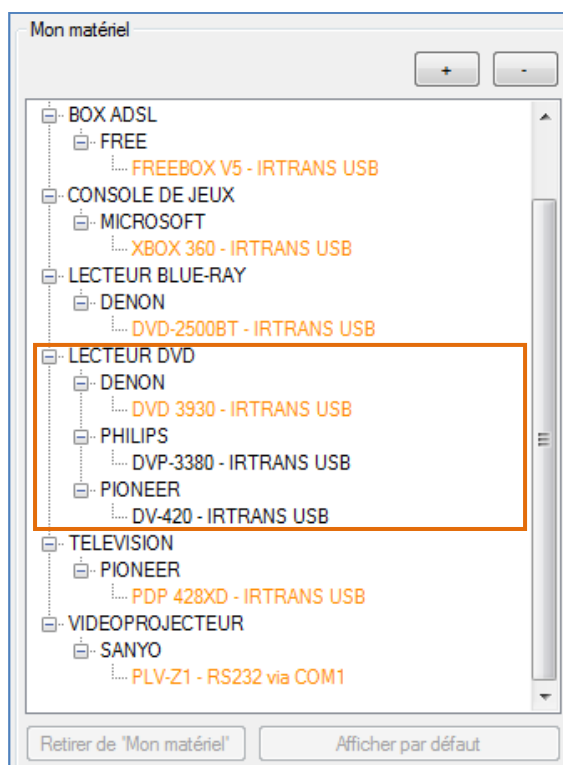 Mon matériel
+ -
BOX ADSL
FREE
FREEBOX V5 - IRTRANS USB
CONSOLE DE JEUX
MICROSOFT
XBOX 360 - IRTRANS USB
LECTEUR BLUE-RAY
DENON
DVD-2500BT - IRTRANS USB
LECTEUR DVD
DENON
DVD 3930 - IRTRANS USB
PHILIPS
DVP-3380 - IRTRANS USB
PIONEER
DV-420 - IRTRANS USB
TELEVISION
PIONEER
PDP 428XD - IRTRANS USB
VIDEOPROJECTEUR
SANYO
PLV-Z1 - RS232 via COM1
Retirer de "Mon matériel" Afficher par défaut